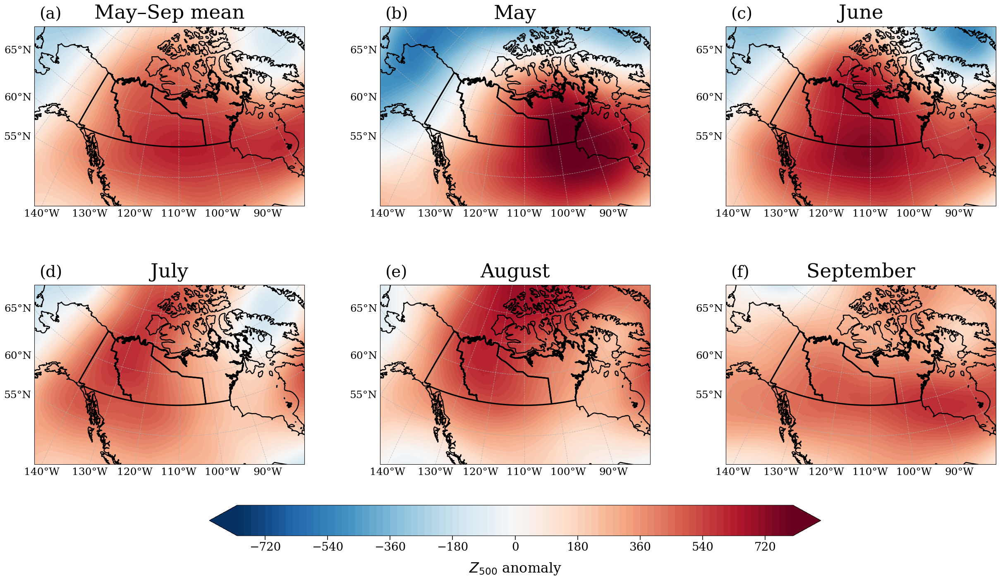 (a) May–Sep mean
(b) May
(c) June
65°N
60°N
55°N
140°W 130°W 120°W 110°W 100°W 90°W
65°N
60°N
55°N
140°W 130°W 120°W 110°W 100°W 90°W
65°N
60°N
55°N
140°W 130°W 120°W 110°W 100°W 90°W
(d) July
(e) August
(f) September
65°N
60°N
55°N
140°W 130°W 120°W 110°W 100°W 90°W
65°N
60°N
55°N
140°W 130°W 120°W 110°W 100°W 90°W
65°N
60°N
55°N
140°W 130°W 120°W 110°W 100°W 90°W
−720 −540 −360 −180 0 180 360 540 720
Z500 anomaly